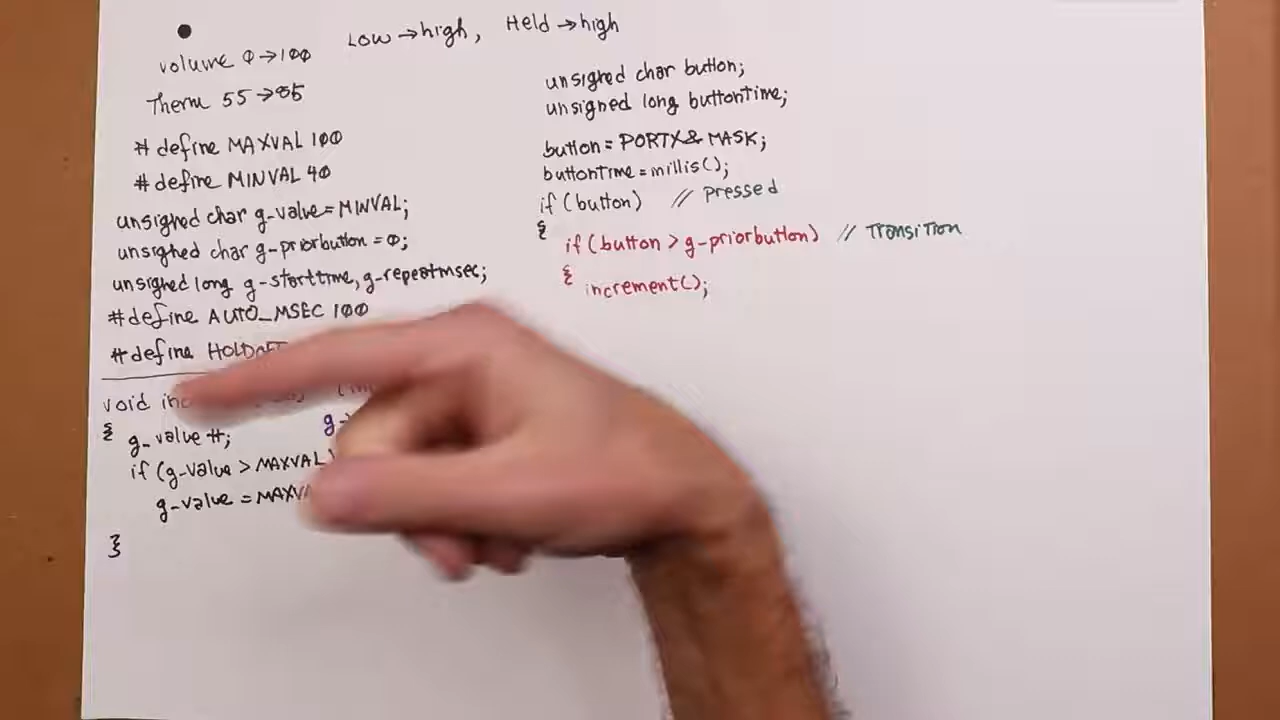 Low → high, Held → high
volume 0 → 100
Therm 55 → 85
# define MAXVAL 100
# define MINVAL 40
unsigned char g-value = MINVAL;
unsigned char g-priorbutton = 0;
unsigned long g-starttime, g-repeatmsec;
# define AUTO_MSEC 100
# define
void
{ g-value ++;
if (g-value > MAXVAL)
g-value =
}
unsigned char button;
unsigned long buttontime;
button = PORTX & MASK;
buttontime = millis();
if (button) // Pressed
{
if (button > g-priorbutton) // Transition
{ increment();